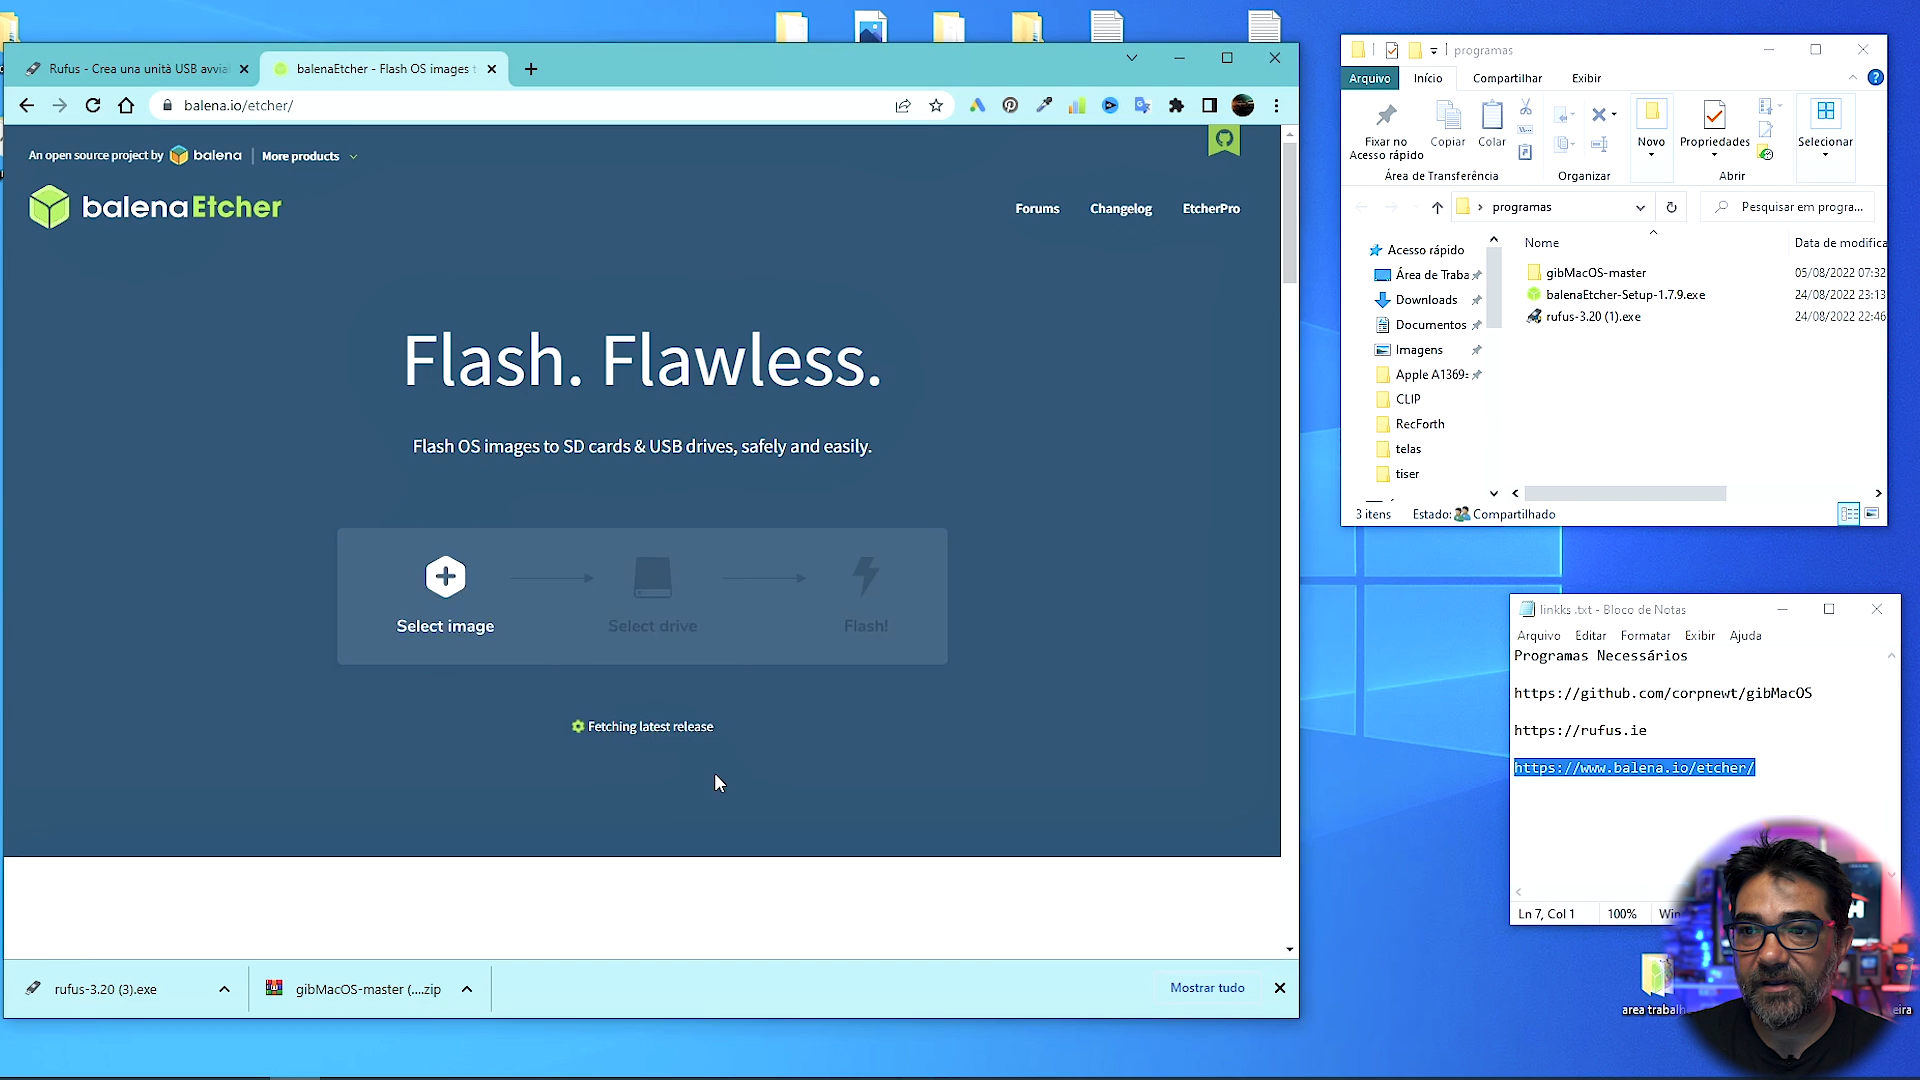 Rufus - Crea una unità USB avvia
balenaEtcher - Flash OS images t
balena.io/etcher/
An open source project by balena
More products
balenaEtcher
Forums
Changelog
EtcherPro
Flash. Flawless.
Flash OS images to SD cards & USB drives, safely and easily.
Select image
Select drive
Flash!
Fetching latest release
rufus-3.20 (3).exe
gibMacOS-master (....zip
Mostrar tudo
programas
Arquivo
Início
Compartilhar
Exibir
Fixar no
Acesso rápido
Copiar
Colar
Novo
Propriedades
Selecionar
Área de Transferência
Organizar
Abrir
programas
Pesquisar em progra...
Nome
Data de modifica
Acesso rápido
Área de Traba
Downloads
Documentos
Imagens
Apple A1369
CLIP
RecForth
telas
tiser
gibMacOS-master
05/08/2022 07:32
balenaEtcher-Setup-1.7.9.exe
24/08/2022 23:13
rufus-3.20 (1).exe
24/08/2022 22:46
3 itens
Estado: Compartilhado
linkks .txt - Bloco de Notas
Arquivo
Editar
Formatar
Exibir
Ajuda
Programas Necessários
https://github.com/corpnewt/gibMacOS
https://rufus.ie
https://www.balena.io/etcher/
Ln 7, Col 1
100%
Win
area trabalh
eira